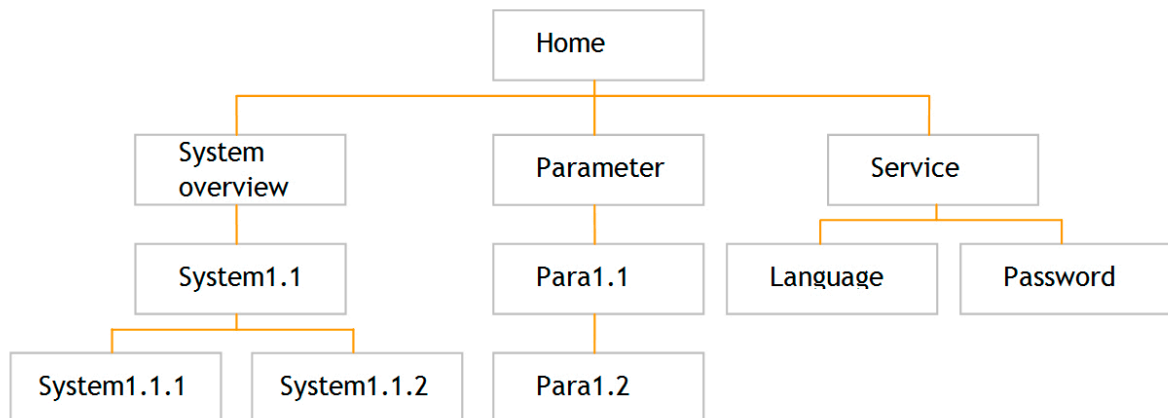 Home
System
overview
Parameter
Service
System1.1
Para1.1
Language
Password
System1.1.1
System1.1.2
Para1.2